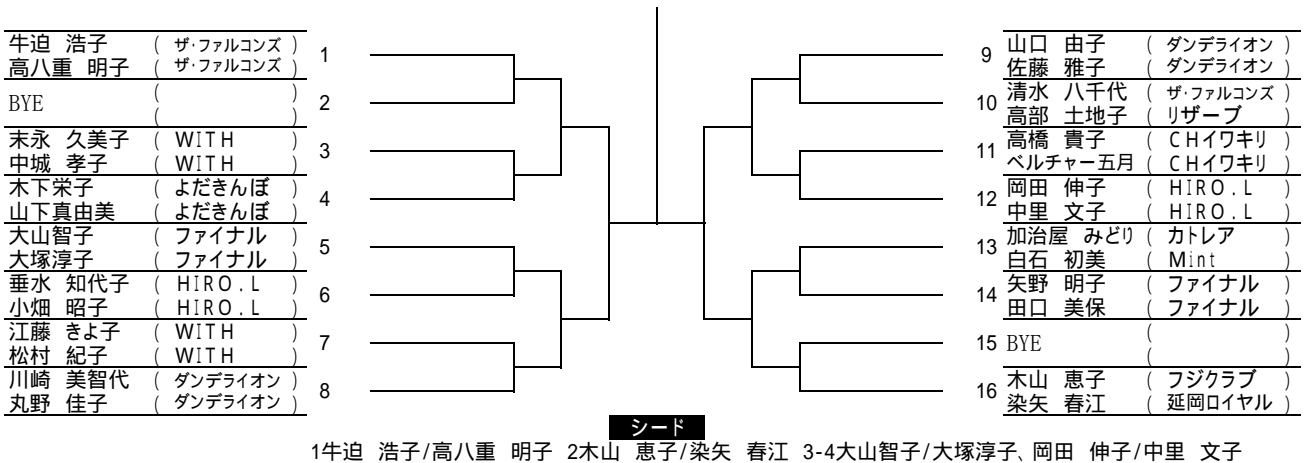 牛迫 浩子 ( ザ・ファルコンズ )
高八重 明子 ( ザ・ファルコンズ )
1
BYE ( )
( )
2
末永 久美子 ( WITH )
中城 孝子 ( WITH )
3
木下栄子 ( よだきんぼ )
山下真由美 ( よだきんぼ )
4
大山智子 ( ファイナル )
大塚淳子 ( ファイナル )
5
垂水 知代子 ( HIRO.L )
小畑 昭子 ( HIRO.L )
6
江藤 きよ子 ( WITH )
松村 紀子 ( WITH )
7
川崎 美智代 ( ダンデライオン )
丸野 佳子 ( ダンデライオン )
8
9
山口 由子 ( ダンデライオン )
佐藤 雅子 ( ダンデライオン )
10
清水 八千代 ( ザ・ファルコンズ )
高部 土地子 ( リザーブ )
11
高橋 貴子 ( CHイワキリ )
ベルチャー五月 ( CHイワキリ )
12
岡田 伸子 ( HIRO.L )
中里 文子 ( HIRO.L )
13
加治屋 みどり ( カトレア )
白石 初美 ( Mint )
14
矢野 明子 ( ファイナル )
田口 美保 ( ファイナル )
15
BYE ( )
( )
16
木山 恵子 ( フジクラブ )
染矢 春江 ( 延岡ロイヤル )
シード
1牛迫 浩子/高八重 明子 2木山 恵子/染矢 春江 3-4大山智子/大塚淳子、岡田 伸子/中里 文子